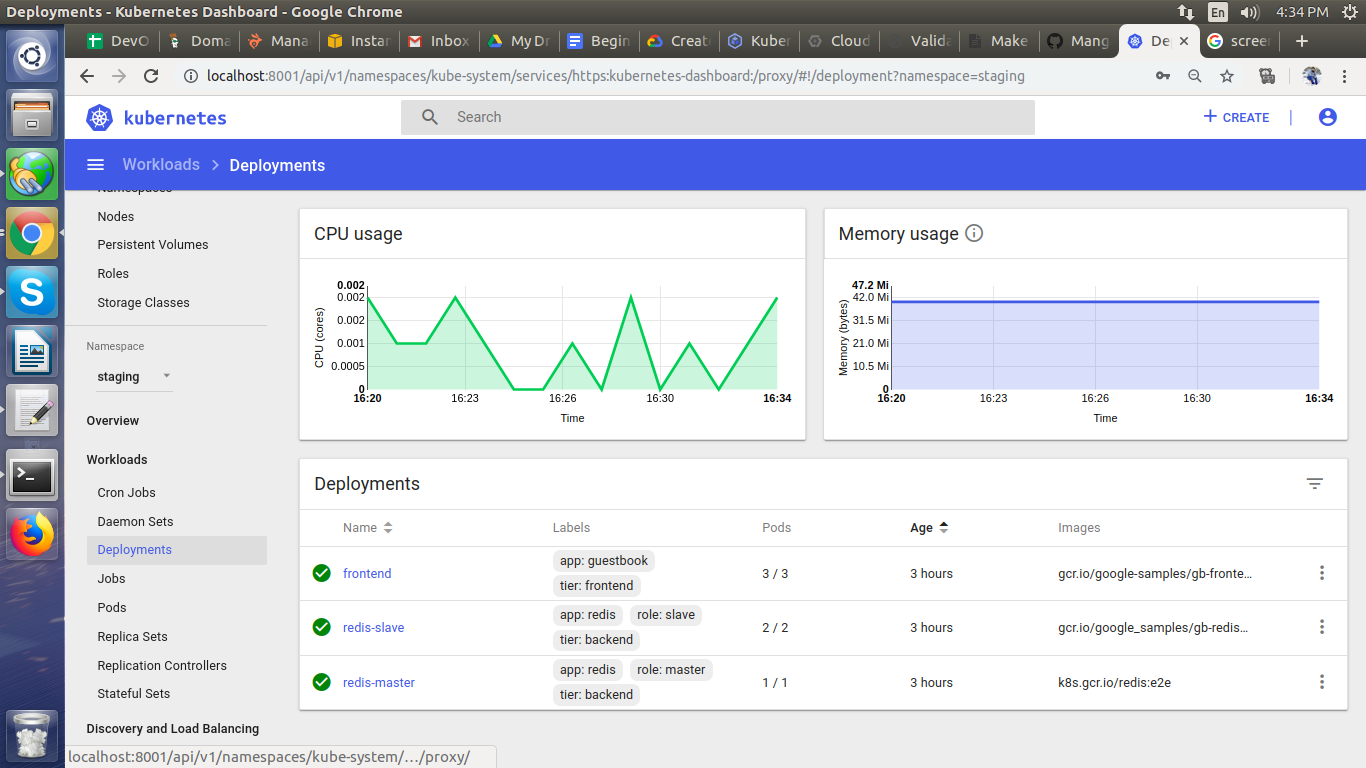 Deployments - Kubernetes Dashboard - Google Chrome
En
4:34 PM
DevO
Doma
Mana
Instan
Inbox
My Dr
Begin
Create
Kuber
Cloud
Valida
Make
Mang
De
screen
localhost:8001/api/v1/namespaces/kube-system/services/https:kubernetes-dashboard:/proxy/#!/deployment?namespace=staging
kubernetes
Search
+ CREATE
Workloads > Deployments
Namespaces
Nodes
Persistent Volumes
Roles
Storage Classes
Namespace
staging
Overview
Workloads
Cron Jobs
Daemon Sets
Deployments
Jobs
Pods
Replica Sets
Replication Controllers
Stateful Sets
Discovery and Load Balancing
CPU usage
CPU (cores)
0.002
0.002
0.002
0.001
0.0005
0
16:20 16:23 16:26 16:30 16:34
Time
Memory usage
Memory (bytes)
47.2 Mi
42.0 Mi
31.5 Mi
21.0 Mi
10.5 Mi
0
16:20 16:23 16:26 16:30 16:34
Time
Deployments
Name Labels Pods Age Images
frontend app: guestbook tier: frontend 3 / 3 3 hours gcr.io/google-samples/gb-fronte...
redis-slave app: redis role: slave tier: backend 2 / 2 3 hours gcr.io/google_samples/gb-redis...
redis-master app: redis role: master tier: backend 1 / 1 3 hours k8s.gcr.io/redis:e2e
localhost:8001/api/v1/namespaces/kube-system/.../proxy/